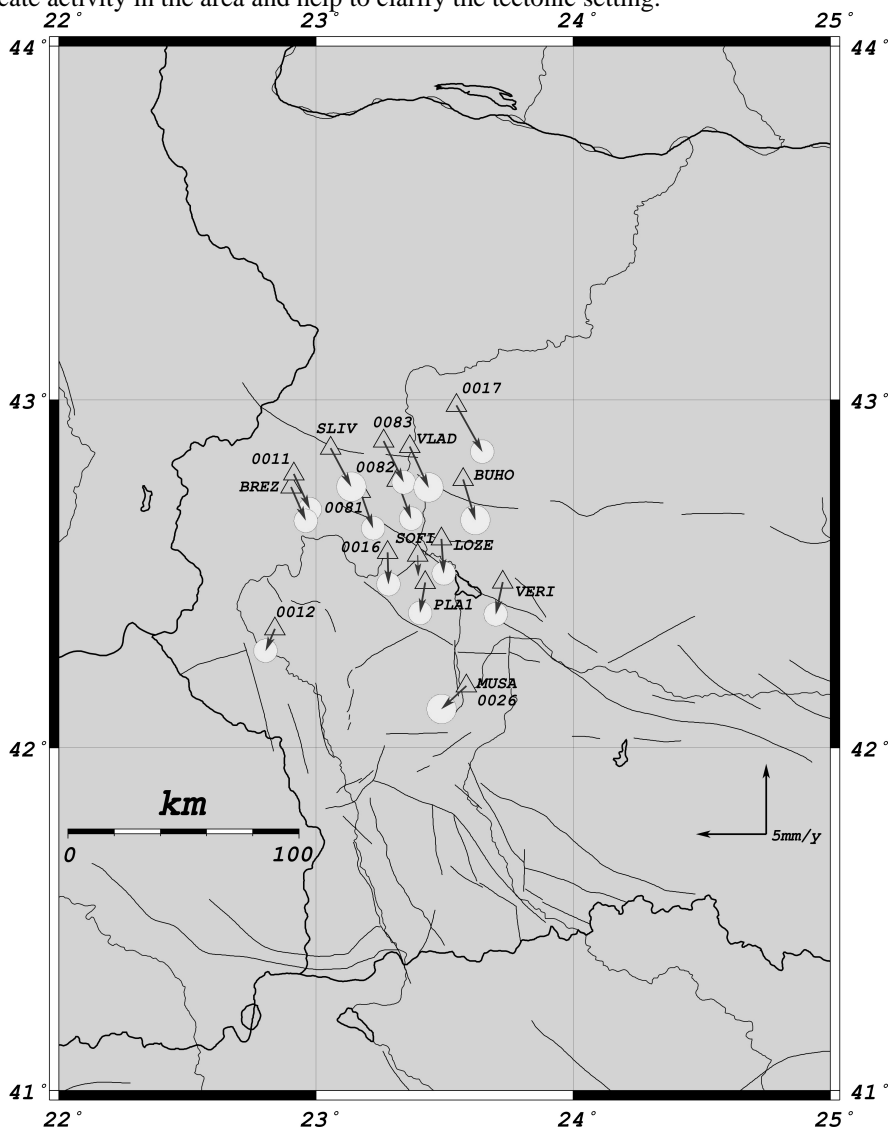 cate activity in the area and help to clarify the tectonic setting.
22° 23° 24° 25°
44° 44°
0017
43° 43°
0083
SLIV
VLAD
0011
0082
BUHO
BREZ
0081
SOFI
0016
LOZE
VERI
PLA1
0012
MUSA
0026
42° 42°
km
5mm/y
0 100
41° 41°
22° 23° 24° 25°